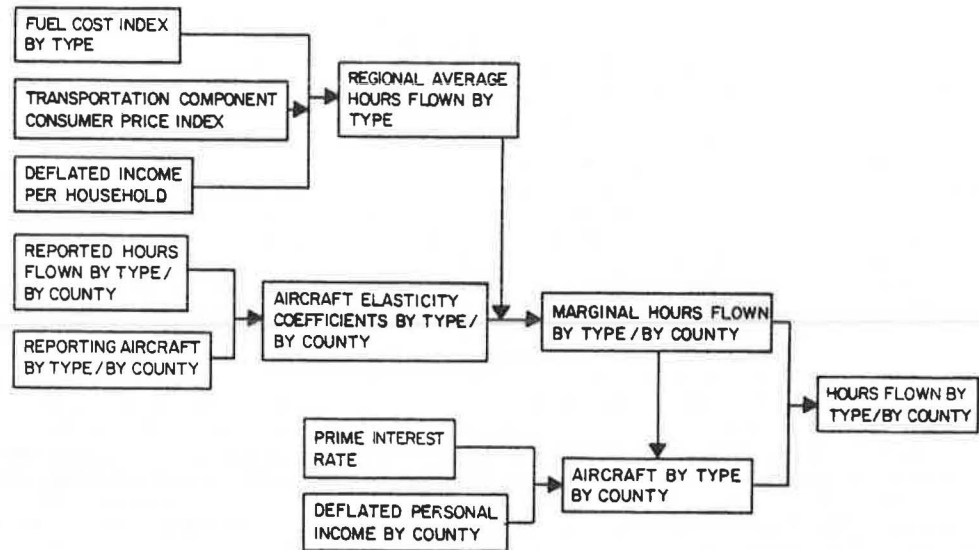 FUEL COST INDEX
BY TYPE
TRANSPORTATION COMPONENT
CONSUMER PRICE INDEX
DEFLATED INCOME
PER HOUSEHOLD
REGIONAL AVERAGE
HOURS FLOWN BY
TYPE
REPORTED HOURS
FLOWN BY TYPE/
BY COUNTY
REPORTING AIRCRAFT
BY TYPE/BY COUNTY
AIRCRAFT ELASTICITY
COEFFICIENTS BY TYPE/
BY COUNTY
MARGINAL HOURS FLOWN
BY TYPE/BY COUNTY
PRIME INTEREST
RATE
DEFLATED PERSONAL
INCOME BY COUNTY
AIRCRAFT BY TYPE
BY COUNTY
HOURS FLOWN BY
TYPE/BY COUNTY